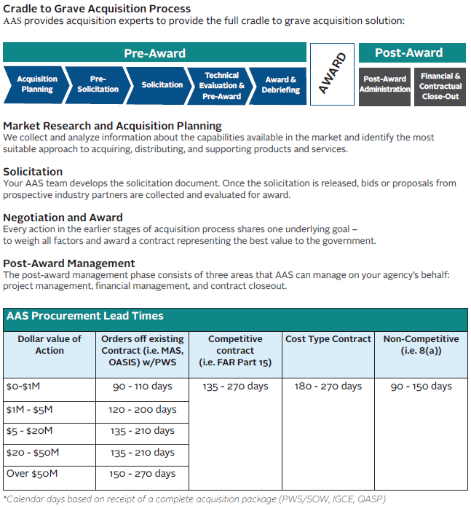 Cradle to Grave Acquisition Process
AAS provides acquisition experts to provide the full cradle to grave acquisition solution:
Pre-Award
Acquisition
Planning
Pre-
Solicitation
Solicitation
Technical
Evaluation &
Pre-Award
Award &
Debriefing
AWARD
Post-Award
Post-Award
Administration
Financial &
Contractual
Close-Out
Market Research and Acquisition Planning
We collect and analyze information about the capabilities available in the market and identify the most
suitable approach to acquiring, distributing, and supporting products and services.
Solicitation
Your AAS team develops the solicitation document. Once the solicitation is released, bids or proposals from
prospective industry partners are collected and evaluated for award.
Negotiation and Award
Every action in the earlier stages of acquisition process shares one underlying goal –
to weigh all factors and award a contract representing the best value to the government.
Post-Award Management
The post-award management phase consists of three areas that AAS can manage on your agency's behalf:
project management, financial management, and contract closeout.
AAS Procurement Lead Times
Dollar value of
Action
Orders off existing
Contract (i.e. MAS,
OASIS) w/PWS
Competitive
contract
(i.e. FAR Part 15)
Cost Type Contract
Non-Competitive
(i.e. 8(a))
$0-$1M
90 - 110 days
135 - 270 days
180 - 270 days
90 - 150 days
$1M - $5M
120 - 200 days
$5 - $20M
135 - 210 days
$20 - $50M
135 - 210 days
Over $50M
150 - 270 days
*Calendar days based on receipt of a complete acquisition package (PWS/SOW, IGCE, QASP)